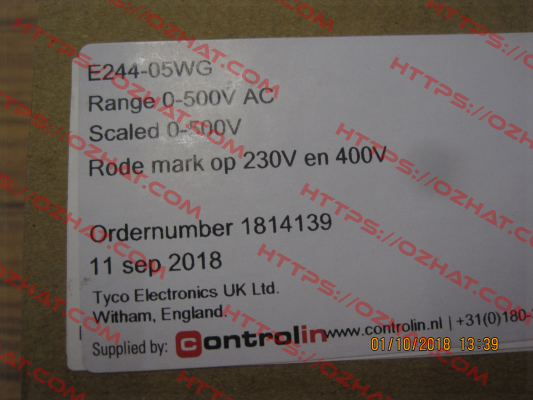 E244-05WG
Range 0-500V AC
Scaled 0-500V
Rode mark op 230V en 400V
Ordernumber 1814139
11 sep 2018
Tyco Electronics UK Ltd.
Witham, England.
Supplied by: Controlin www.controlin.nl | +31(0)180-
01/10/2018 13:39
HTTPS://OZHAT.COM